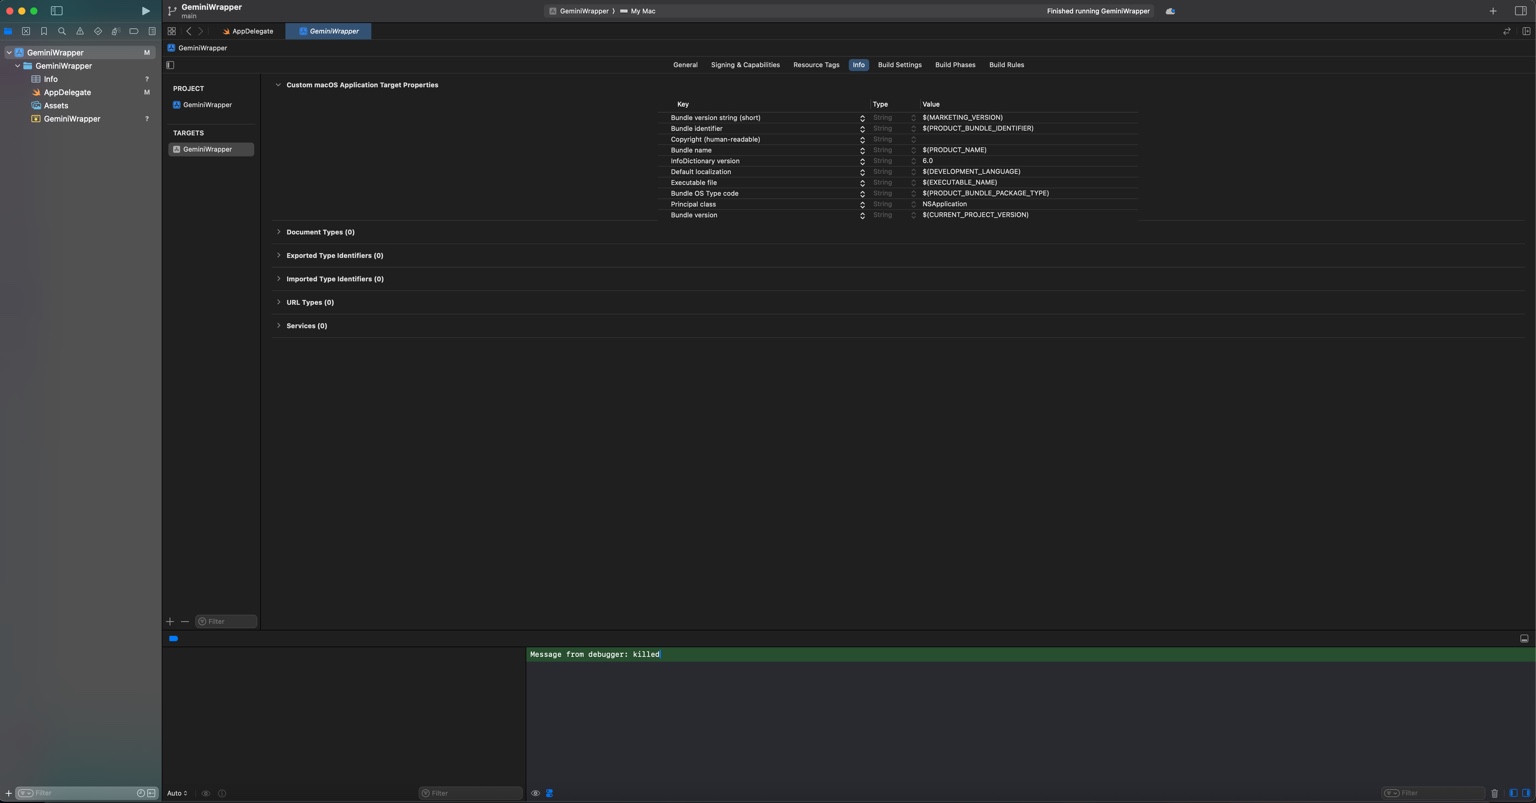 GeminiWrapper
main
GeminiWrapper
My Mac
Finished running GeminiWrapper
AppDelegate
GeminiWrapper
GeminiWrapper
GeminiWrapper M
GeminiWrapper
Info ?
AppDelegate M
Assets
GeminiWrapper ?
General Signing & Capabilities Resource Tags Info Build Settings Build Phases Build Rules
PROJECT
GeminiWrapper
TARGETS
GeminiWrapper
Custom macOS Application Target Properties
Key Type Value
Bundle version string (short) String $(MARKETING_VERSION)
Bundle identifier String $(PRODUCT_BUNDLE_IDENTIFIER)
Copyright (human-readable) String
Bundle name String $(PRODUCT_NAME)
InfoDictionary version String 6.0
Default localization String $(DEVELOPMENT_LANGUAGE)
Executable file String $(EXECUTABLE_NAME)
Bundle OS Type code String $(PRODUCT_BUNDLE_PACKAGE_TYPE)
Principal class String NSApplication
Bundle version String $(CURRENT_PROJECT_VERSION)
Document Types (0)
Exported Type Identifiers (0)
Imported Type Identifiers (0)
URL Types (0)
Services (0)
Filter
Message from debugger: killed
Filter
Auto
Filter
Filter